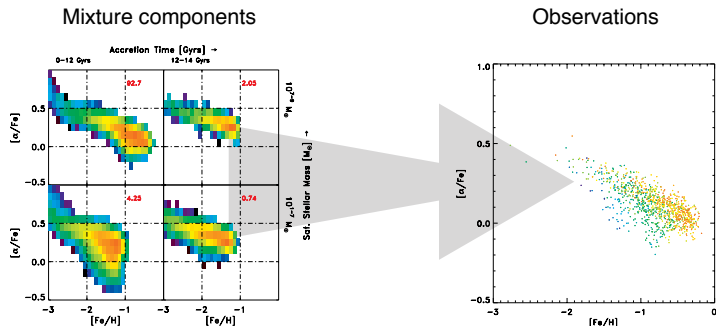 Mixture components
Observations
Accretion Time [Gyrs] →
0-12 Gyrs
12-14 Gyrs
92.7
2.05
4.25
0.74
[α/Fe]
0.5
0.0
-0.5
[α/Fe]
0.5
0.0
-0.5
-3
-2
-1
-3
-2
-1
[Fe/H]
[Fe/H]
10⁷⁻⁹ M⊙
10¹⁻⁷ M⊙
Sat. Stellar Mass [M⊙] →
[α/Fe]
1.0
0.5
0.0
-0.5
-3
-2
-1
0
[Fe/H]